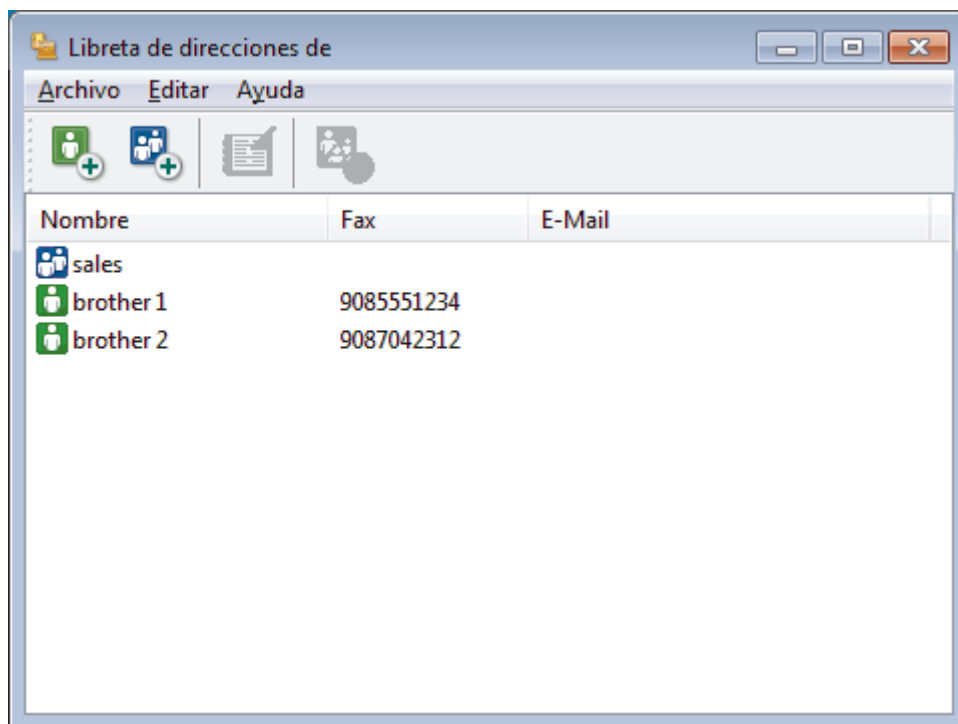 Libreta de direcciones de
Archivo Editar Ayuda
Nombre Fax E-Mail
sales
brother 1 9085551234
brother 2 9087042312